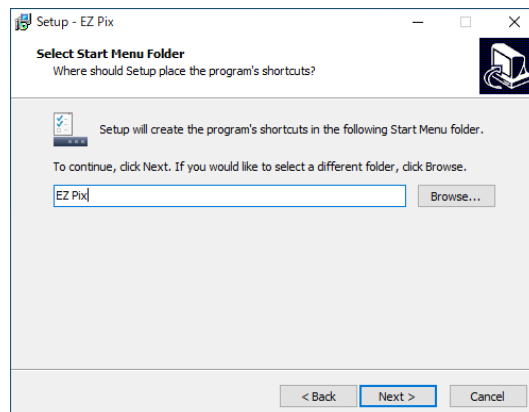 Setup - EZ Pix
Select Start Menu Folder
Where should Setup place the program's shortcuts?
Setup will create the program's shortcuts in the following Start Menu folder.
To continue, click Next. If you would like to select a different folder, click Browse.
EZ Pix
Browse...
< Back
Next >
Cancel